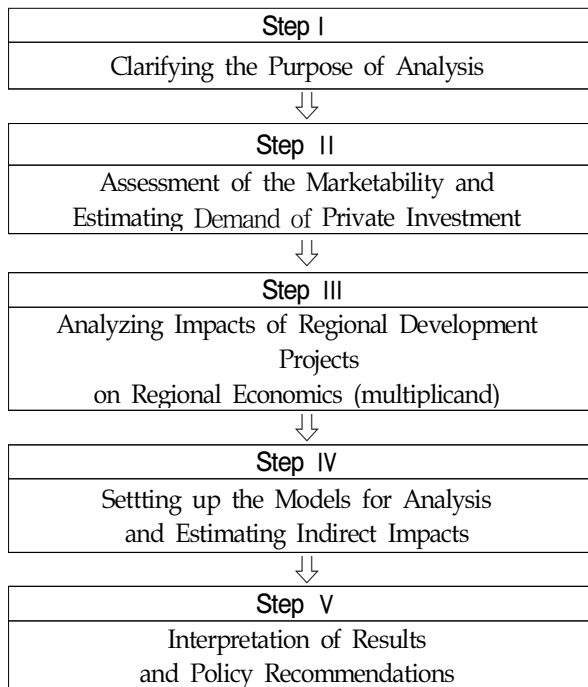 Step Ⅰ
Clarifying the Purpose of Analysis
⇩
Step Ⅱ
Assessment of the Marketability and
Estimating Demand of Private Investment
⇩
Step Ⅲ
Analyzing Impacts of Regional Development
Projects
on Regional Economics (multiplicand)
⇩
Step Ⅳ
Settting up the Models for Analysis
and Estimating Indirect Impacts
⇩
Step Ⅴ
Interpretation of Results
and Policy Recommendations